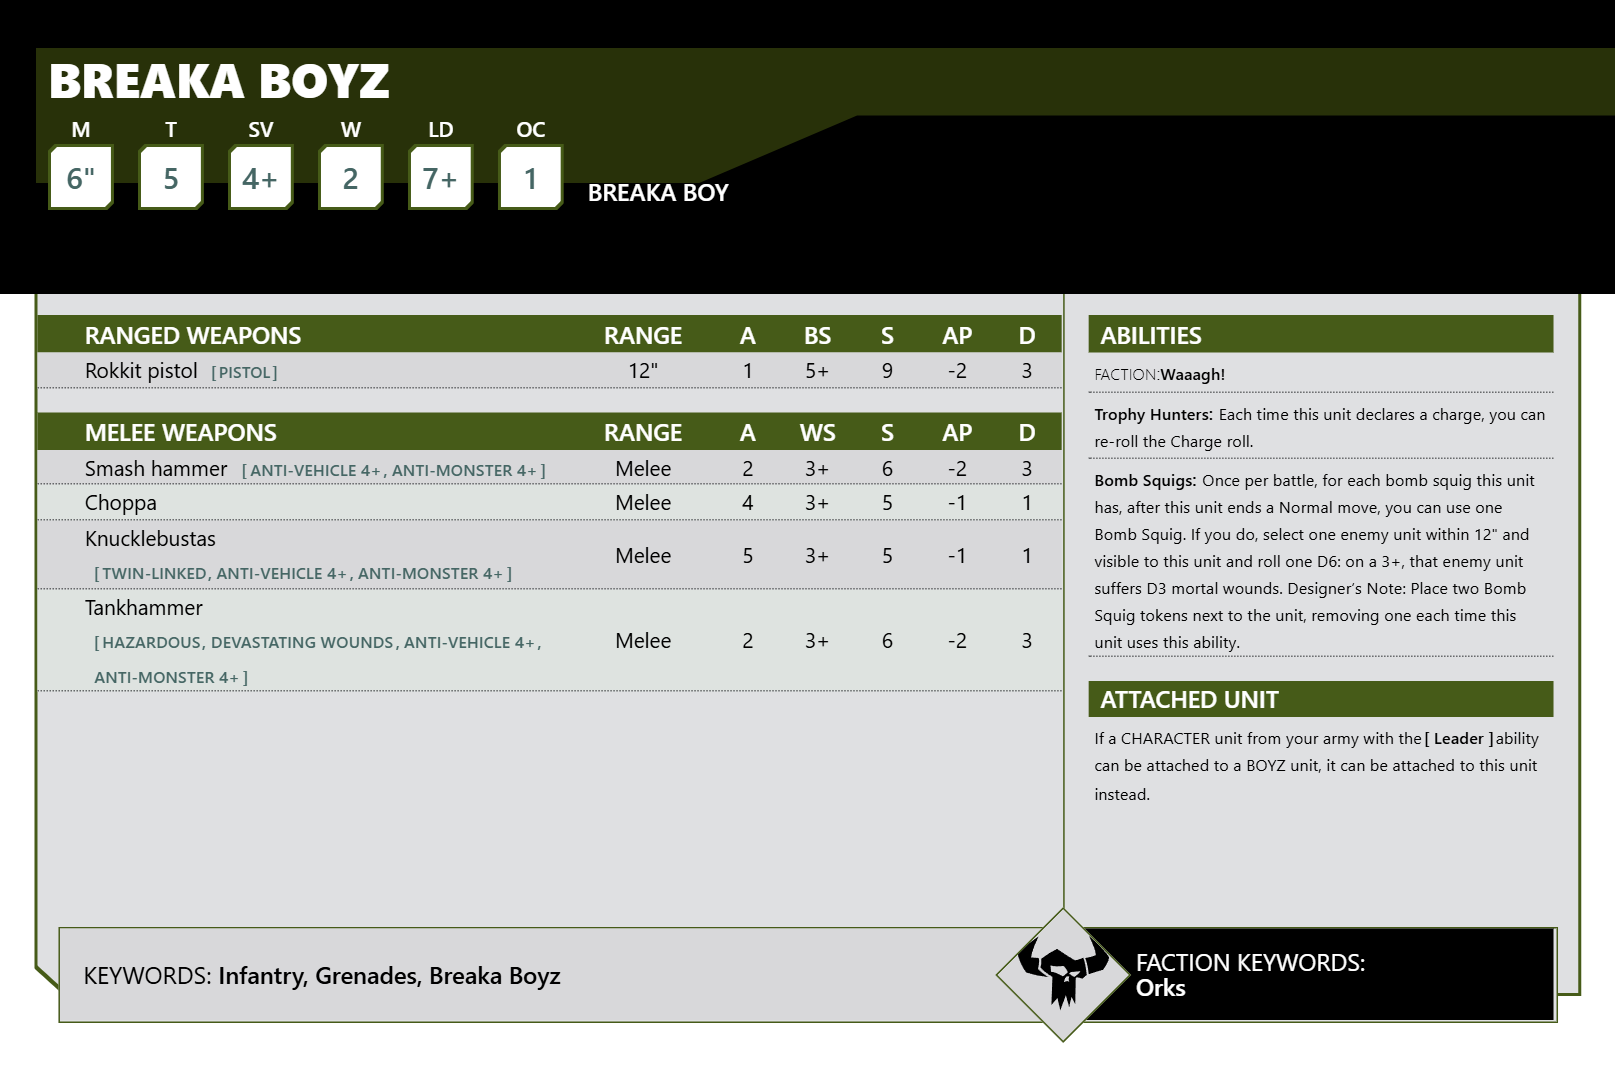 BREAKA BOYZ
M T SV W LD OC
6" 5 4+ 2 7+ 1 BREAKA BOY
RANGED WEAPONS RANGE A BS S AP D
Rokkit pistol [PISTOL] 12" 1 5+ 9 -2 3
MELEE WEAPONS RANGE A WS S AP D
Smash hammer [ANTI-VEHICLE 4+, ANTI-MONSTER 4+] Melee 2 3+ 6 -2 3
Choppa Melee 4 3+ 5 -1 1
Knucklebustas
[TWIN-LINKED, ANTI-VEHICLE 4+, ANTI-MONSTER 4+] Melee 5 3+ 5 -1 1
Tankhammer
[HAZARDOUS, DEVASTATING WOUNDS, ANTI-VEHICLE 4+, Melee 2 3+ 6 -2 3
ANTI-MONSTER 4+]
ABILITIES
FACTION:Waaagh!
Trophy Hunters: Each time this unit declares a charge, you can
re-roll the Charge roll.
Bomb Squigs: Once per battle, for each bomb squig this unit
has, after this unit ends a Normal move, you can use one
Bomb Squig. If you do, select one enemy unit within 12" and
visible to this unit and roll one D6: on a 3+, that enemy unit
suffers D3 mortal wounds. Designer's Note: Place two Bomb
Squig tokens next to the unit, removing one each time this
unit uses this ability.
ATTACHED UNIT
If a CHARACTER unit from your army with the [ Leader ] ability
can be attached to a BOYZ unit, it can be attached to this unit
instead.
KEYWORDS: Infantry, Grenades, Breaka Boyz
FACTION KEYWORDS:
Orks